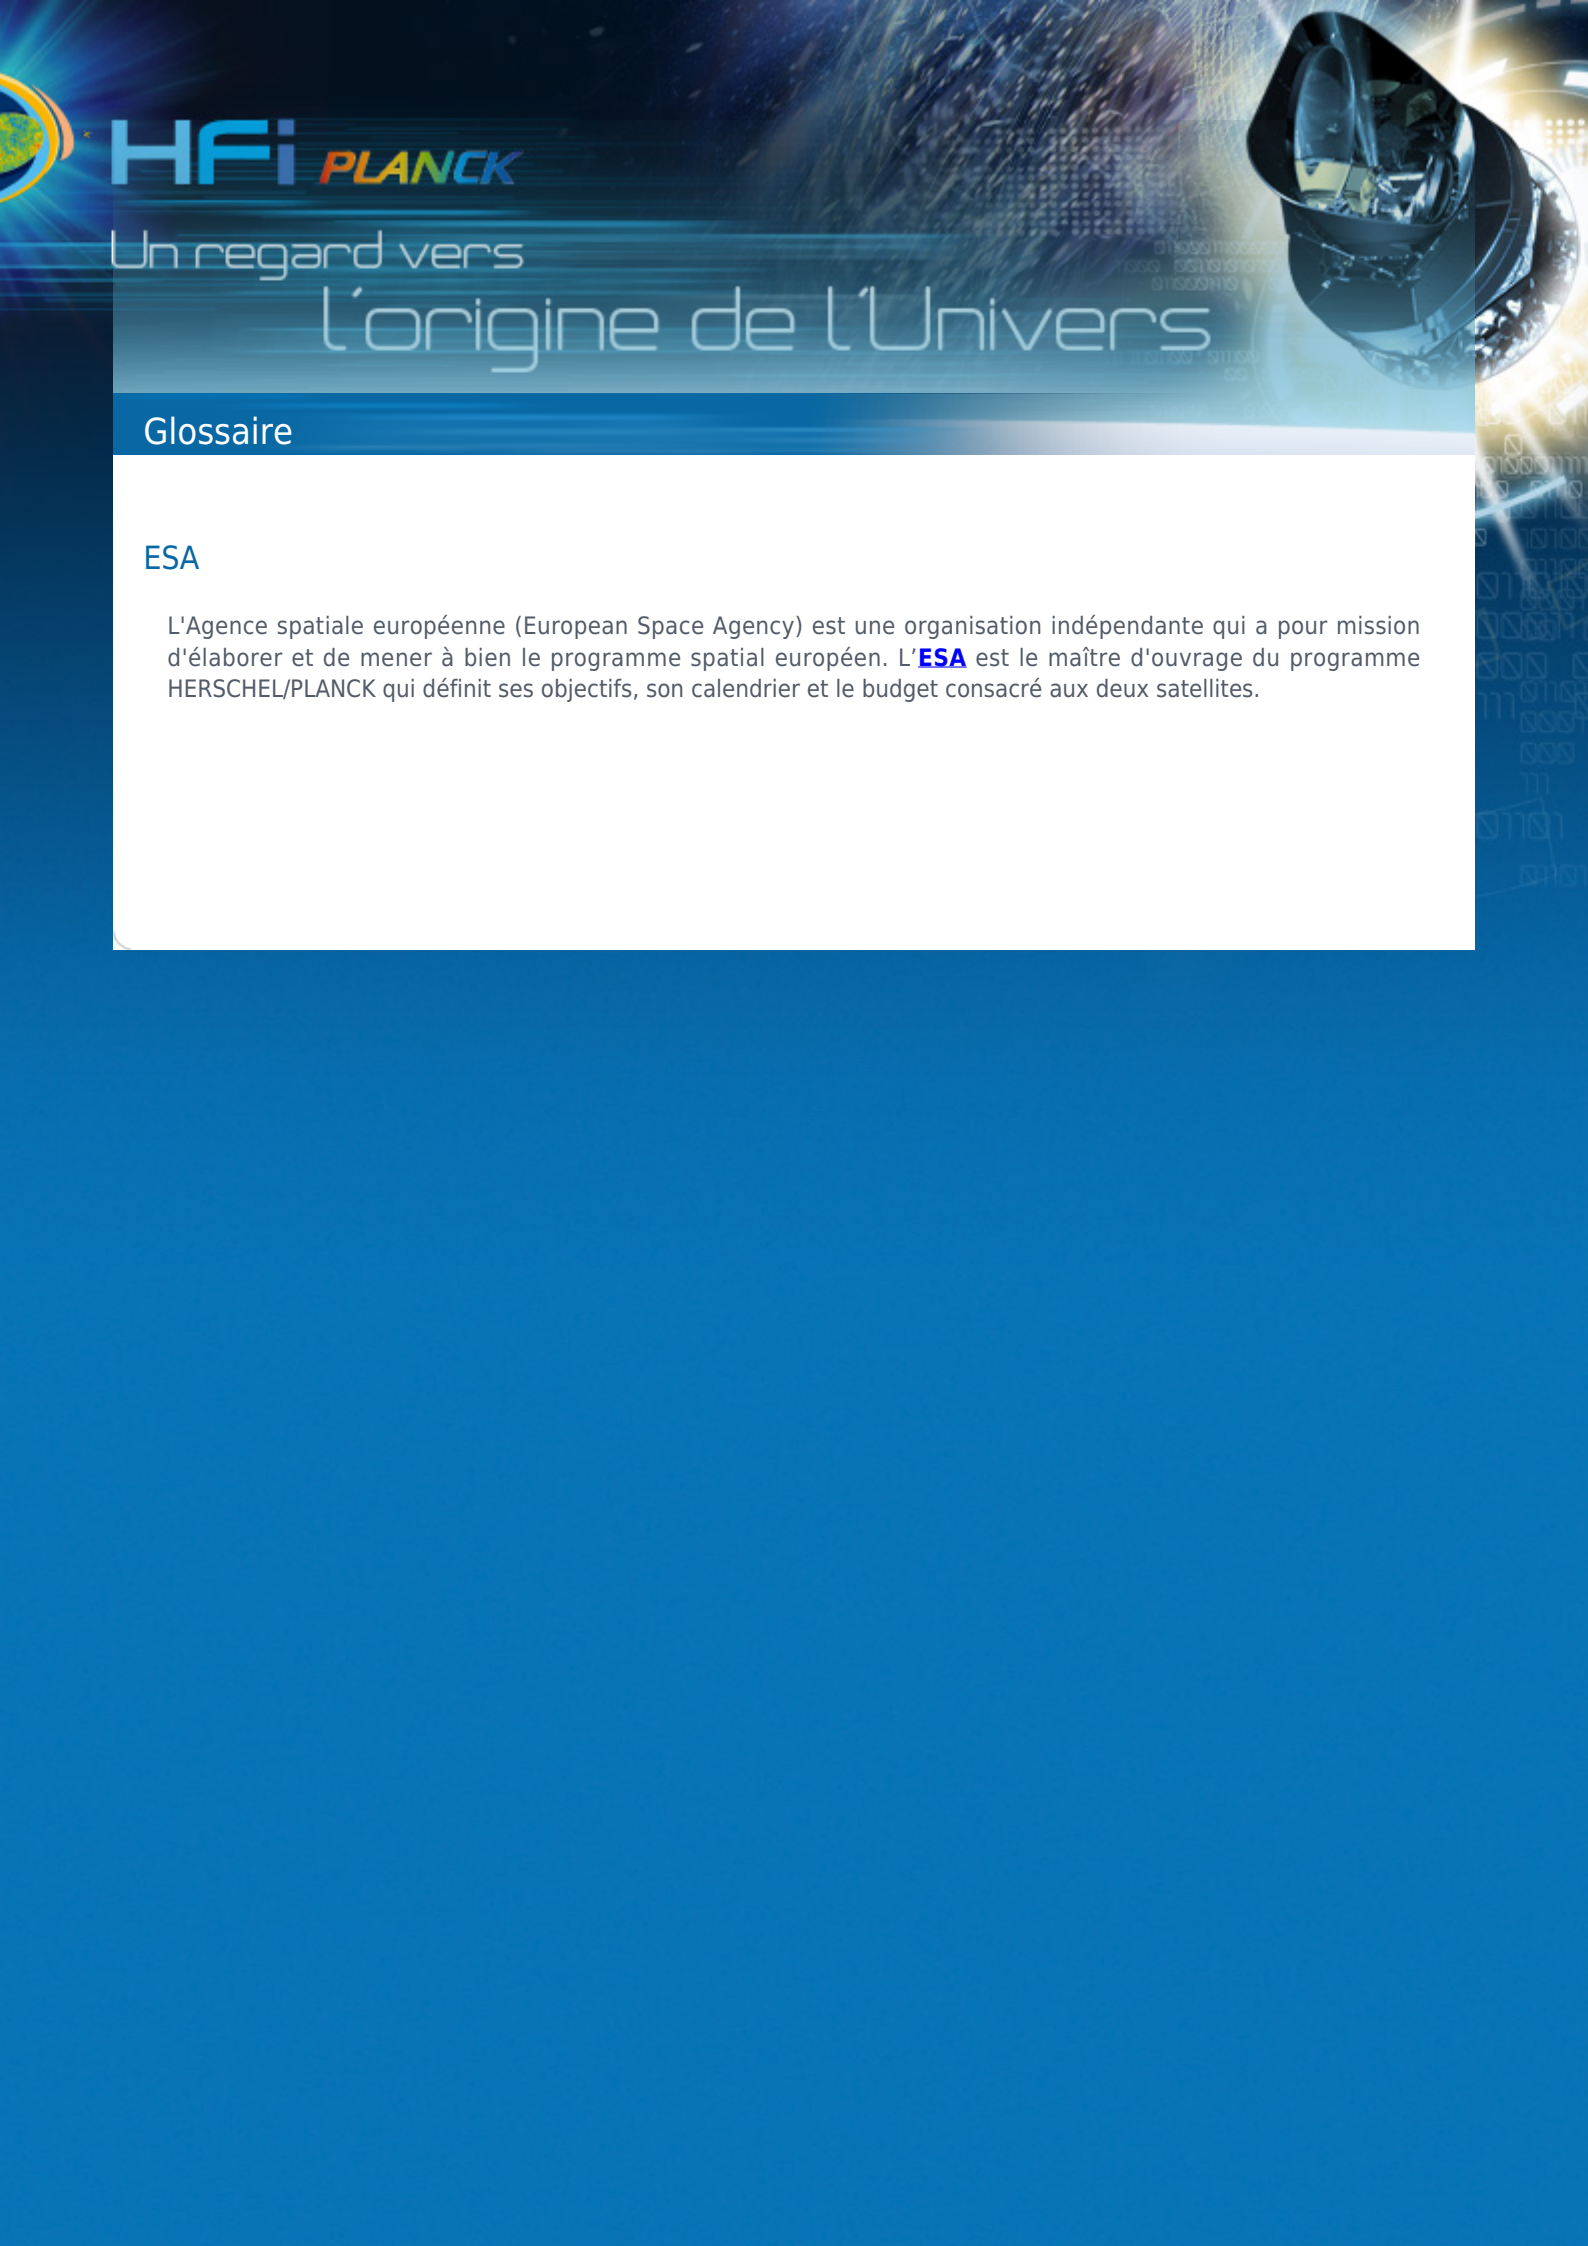 HFi PLANCK
Un regard vers
l'origine de l'Univers
Glossaire
ESA
L'Agence spatiale européenne (European Space Agency) est une organisation indépendante qui a pour mission
d'élaborer et de mener à bien le programme spatial européen. L’ESA est le maître d'ouvrage du programme
HERSCHEL/PLANCK qui définit ses objectifs, son calendrier et le budget consacré aux deux satellites.